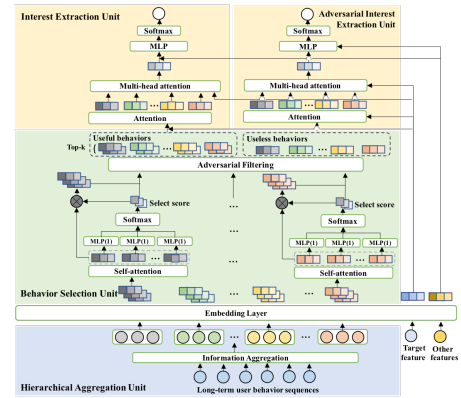 Interest Extraction Unit
Softmax
MLP
Multi-head attention
Attention
Adversarial Interest
Extraction Unit
Softmax
MLP
Multi-head attention
Attention
Useful behaviors
Top-k
Useless behaviors
Adversarial Filtering
Select score
Softmax
MLP(1) MLP(1) MLP(1)
Self-attention
Select score
Softmax
MLP(1) MLP(1) MLP(1)
Self-attention
Behavior Selection Unit
Embedding Layer
Information Aggregation
Long-term user behavior sequences
Hierarchical Aggregation Unit
Target
feature
Other
features